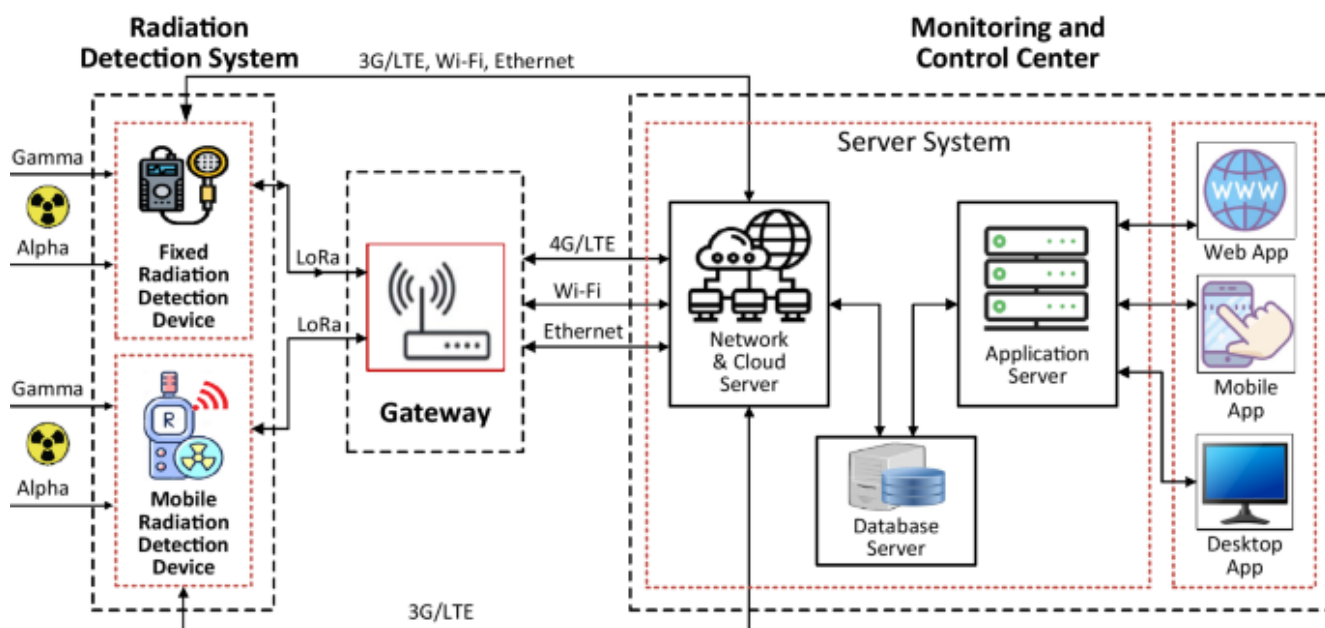 Radiation
Detection System
Monitoring and
Control Center
3G/LTE, Wi-Fi, Ethernet
Server System
Gamma
Alpha
Fixed
Radiation
Detection
Device
LoRa
LoRa
Gamma
Alpha
R
Mobile
Radiation
Detection
Device
Gateway
4G/LTE
Wi-Fi
Ethernet
Network
& Cloud
Server
Application
Server
Database
Server
WWW
Web App
Mobile
App
Desktop
App
3G/LTE